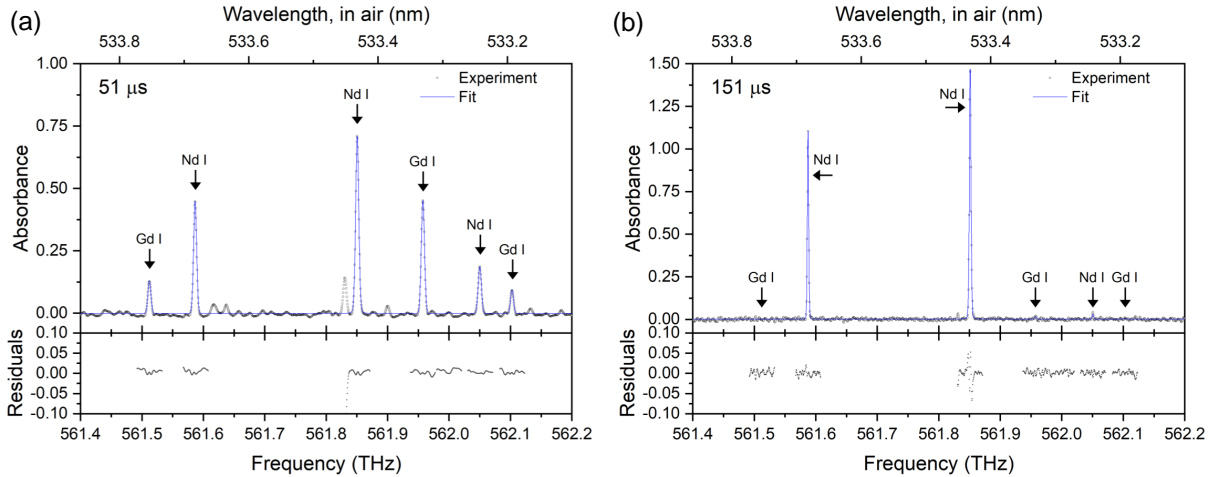 (a)
Wavelength, in air (nm)
533.8 533.6 533.4 533.2
1.00
0.75
0.50
0.25
0.00
Absorbance
51 μs
Experiment
Fit
Gd I
Nd I
Nd I
Gd I
Nd I
Gd I
0.10
0.05
0.00
-0.05
-0.10
Residuals
561.4 561.5 561.6 561.7 561.8 561.9 562.0 562.1 562.2
Frequency (THz)
(b)
Wavelength, in air (nm)
533.8 533.6 533.4 533.2
1.50
1.25
1.00
0.75
0.50
0.25
0.00
Absorbance
151 μs
Experiment
Fit
Gd I
Nd I
Nd I
Gd I
Nd I
Gd I
0.10
0.05
0.00
-0.05
-0.10
Residuals
561.4 561.5 561.6 561.7 561.8 561.9 562.0 562.1 562.2
Frequency (THz)